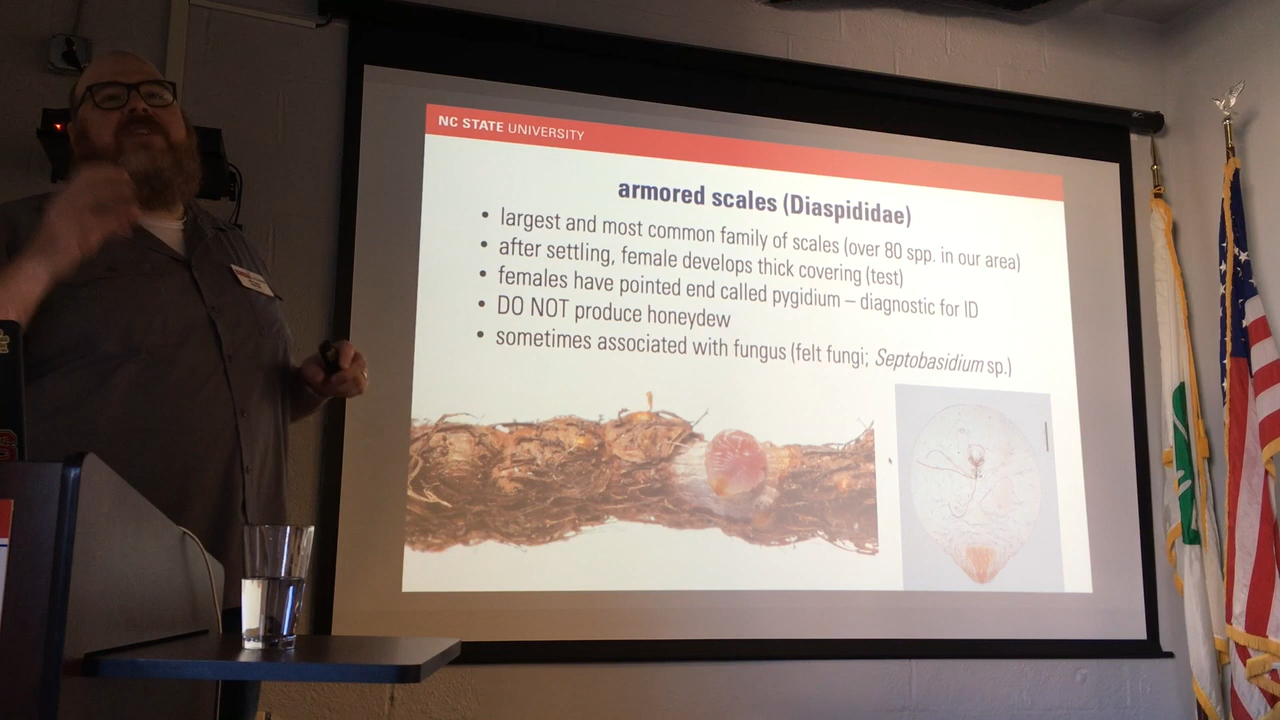 NC STATE UNIVERSITY
armored scales (Diaspididae)
• largest and most common family of scales (over 80 spp. in our area)
• after settling, female develops thick covering (test)
• females have pointed end called pygidium – diagnostic for ID
• DO NOT produce honeydew
• sometimes associated with fungus (felt fungi; Septobasidium sp.)